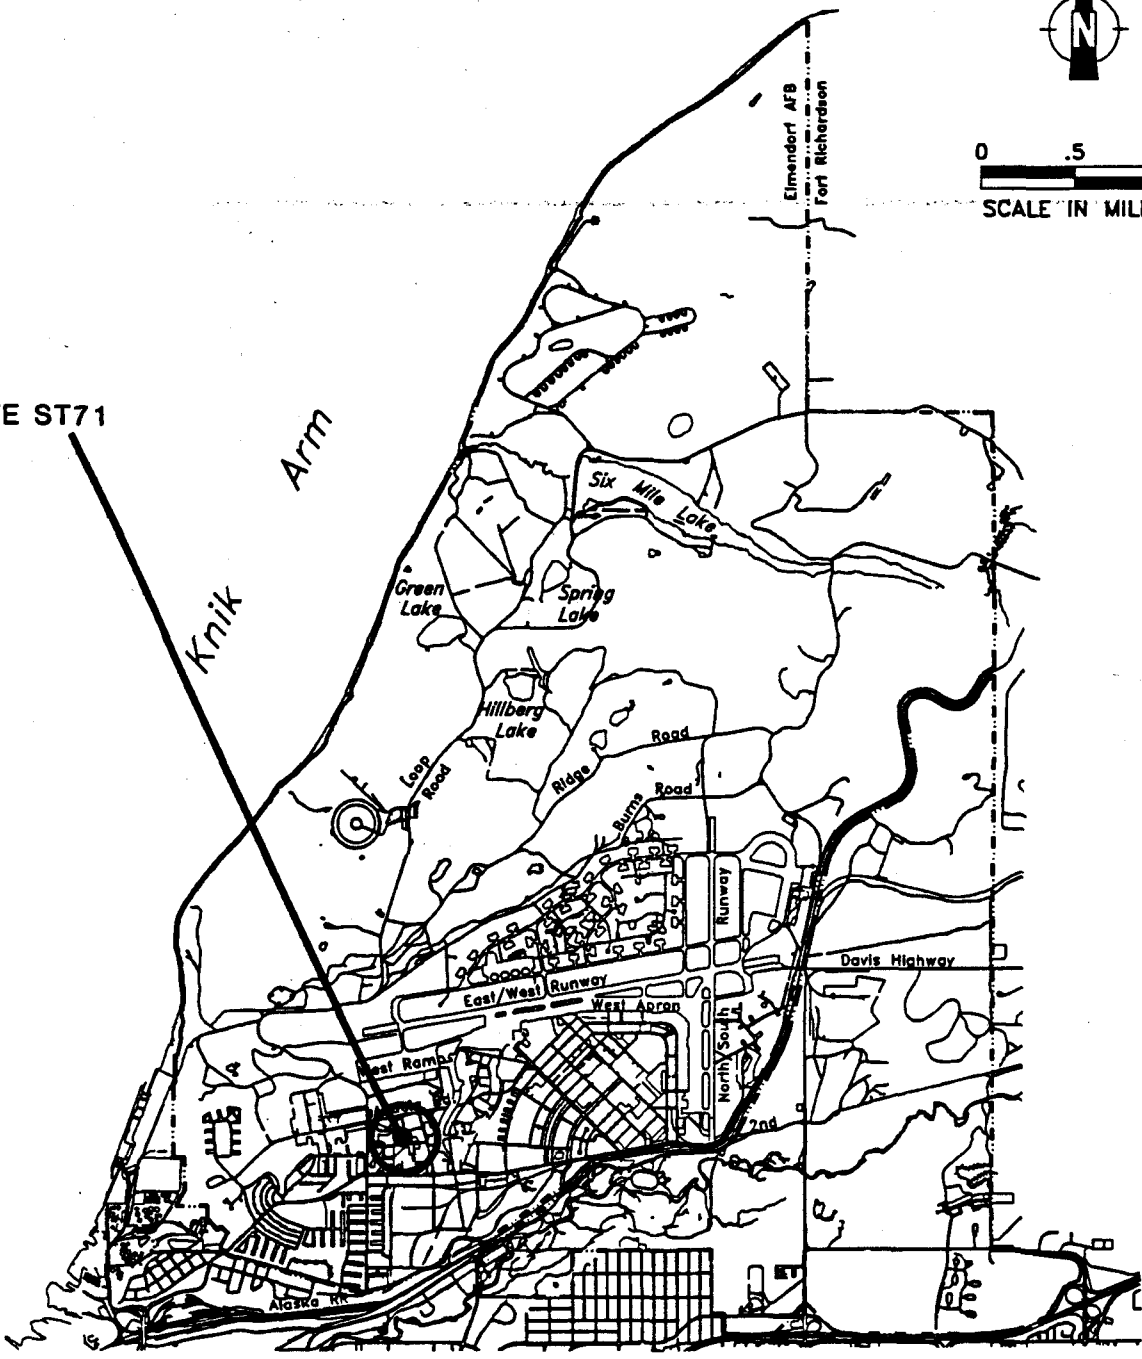 N
Elmendorf AFB
Fort Richardson
0 .5
SCALE IN MIL
E ST71
Knik Arm
Six Mile Lake
Green
Lake
Spring
Lake
Hillberg
Lake
Loop
Road
Ridge Road
Burns Road
Runway
North/South
Davis Highway
East/West Runway
West Apron
West Ramp
2nd
Alaska RR